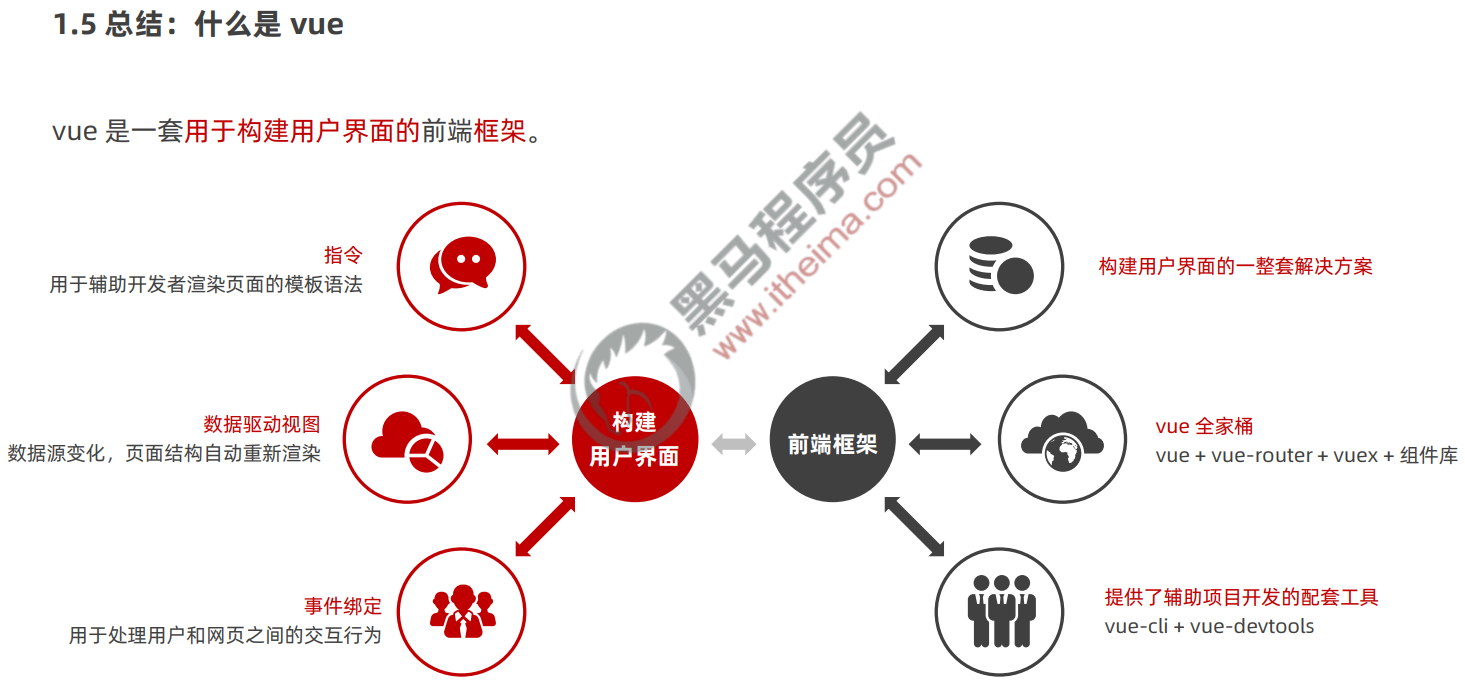 1.5 总结：什么是 vue
vue 是一套用于构建用户界面的前端框架。
指令
用于辅助开发者渲染页面的模板语法
数据驱动视图
数据源变化，页面结构自动重新渲染
事件绑定
用于处理用户和网页之间的交互行为
构建
用户界面
前端框架
构建用户界面的一整套解决方案
vue 全家桶
vue + vue-router + vuex + 组件库
提供了辅助项目开发的配套工具
vue-cli + vue-devtools
黑马程序员
www.itheima.com